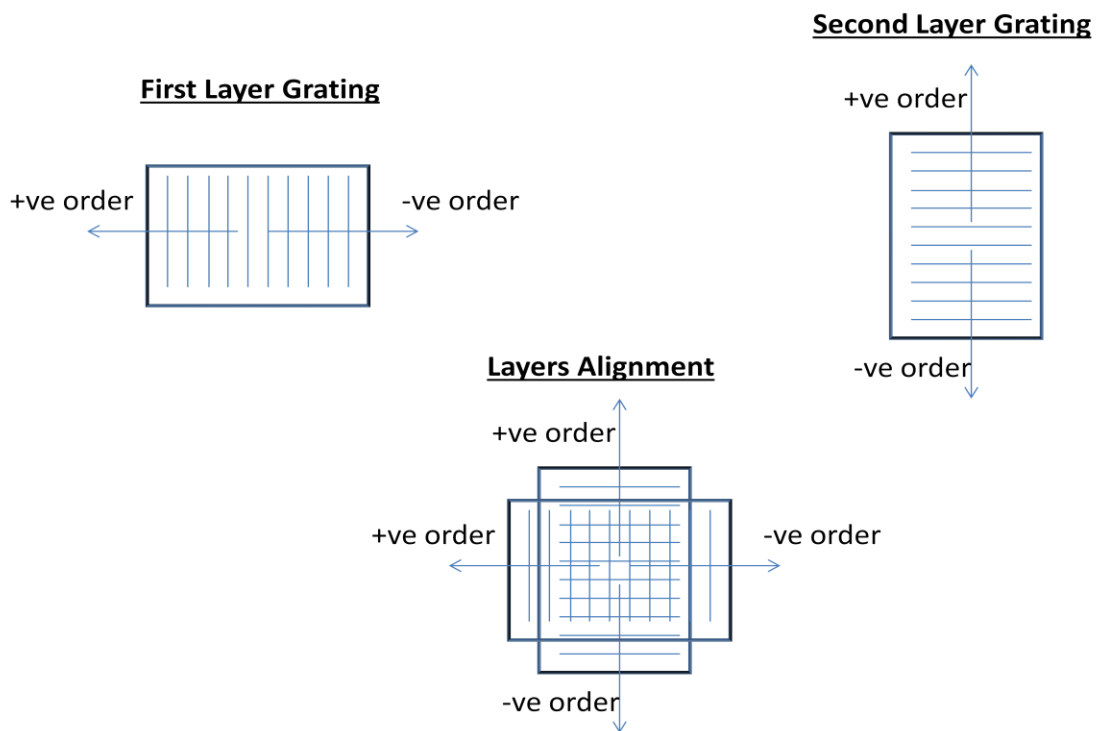 Second Layer Grating
+ve order
-ve order
First Layer Grating
+ve order
-ve order
Layers Alignment
+ve order
+ve order
-ve order
-ve order